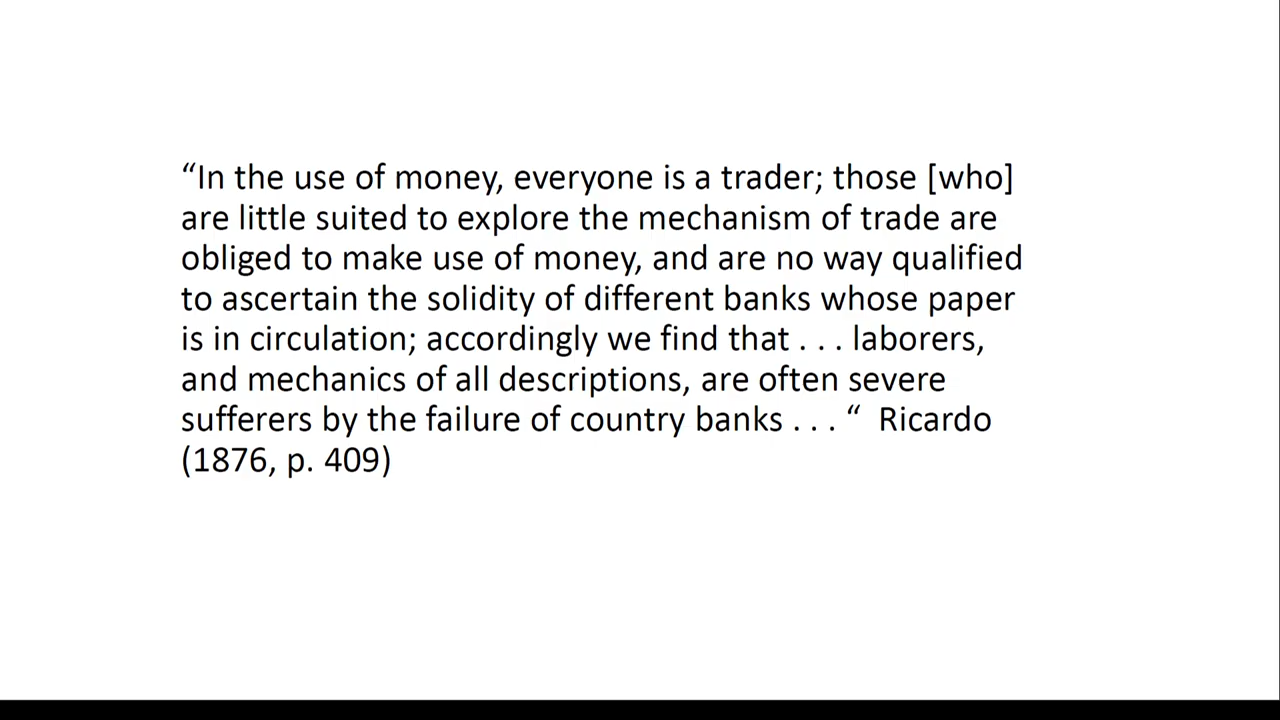 “In the use of money, everyone is a trader; those [who]
are little suited to explore the mechanism of trade are
obliged to make use of money, and are no way qualified
to ascertain the solidity of different banks whose paper
is in circulation; accordingly we find that . . . laborers,
and mechanics of all descriptions, are often severe
sufferers by the failure of country banks . . . “  Ricardo
(1876, p. 409)